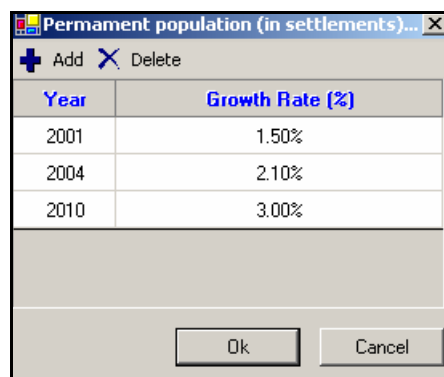 Permament population (in settlements)...
Add Delete
Year Growth Rate (%)
2001 1.50%
2004 2.10%
2010 3.00%
Ok Cancel